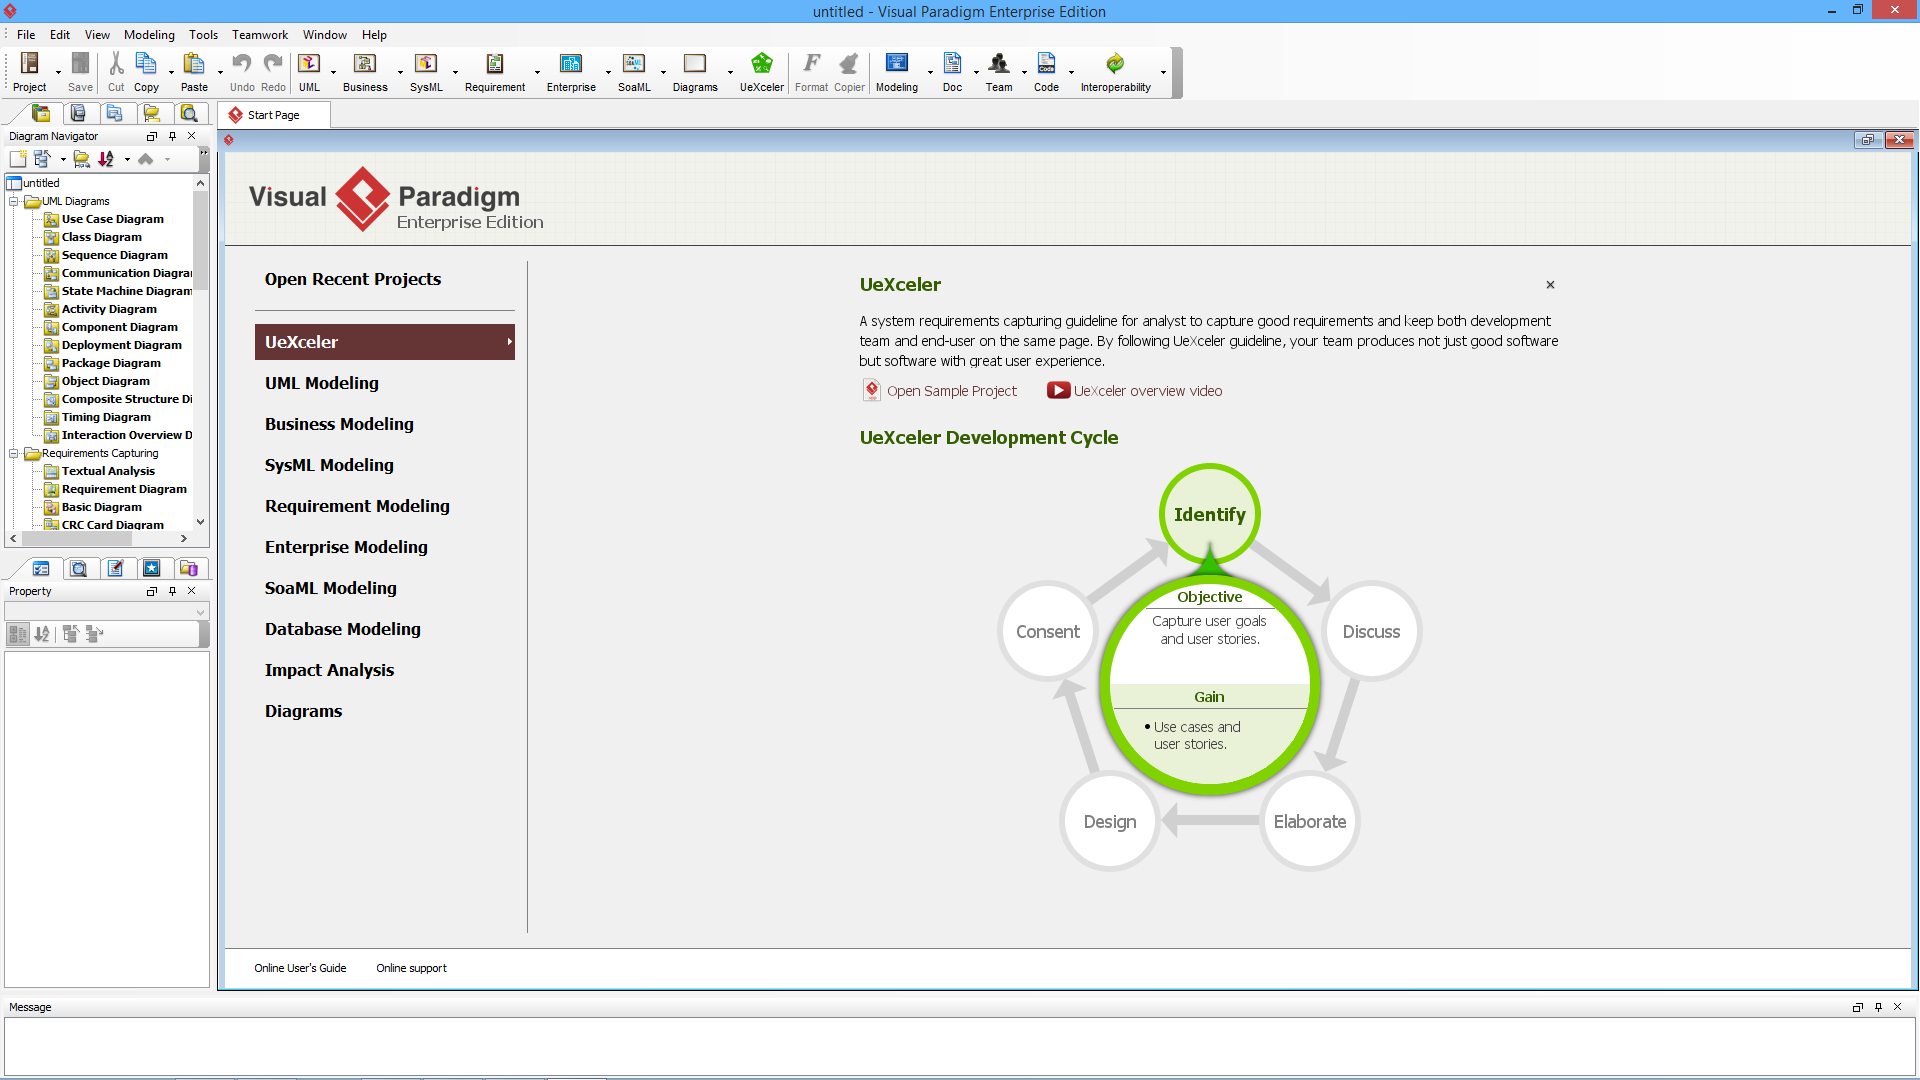 untitled - Visual Paradigm Enterprise Edition
File Edit View Modeling Tools Teamwork Window Help
Project Save Cut Copy Paste Undo Redo UML Business SysML Requirement Enterprise SoaML Diagrams UeXceler Format Copier Modeling Doc Team Code Interoperability
Start Page
Diagram Navigator
untitled
UML Diagrams
Use Case Diagram
Class Diagram
Sequence Diagram
Communication Diagra
State Machine Diagram
Activity Diagram
Component Diagram
Deployment Diagram
Package Diagram
Object Diagram
Composite Structure Di
Timing Diagram
Interaction Overview D
Requirements Capturing
Textual Analysis
Requirement Diagram
Basic Diagram
CRC Card Diagram
Property
Visual Paradigm
Enterprise Edition
Open Recent Projects
UeXceler
UML Modeling
Business Modeling
SysML Modeling
Requirement Modeling
Enterprise Modeling
SoaML Modeling
Database Modeling
Impact Analysis
Diagrams
UeXceler
A system requirements capturing guideline for analyst to capture good requirements and keep both development
team and end-user on the same page. By following UeXceler guideline, your team produces not just good software
but software with great user experience.
Open Sample Project UeXceler overview video
UeXceler Development Cycle
Identify
Objective
Capture user goals
and user stories.
Consent
Discuss
Gain
• Use cases and
user stories.
Design
Elaborate
Online User's Guide Online support
Message